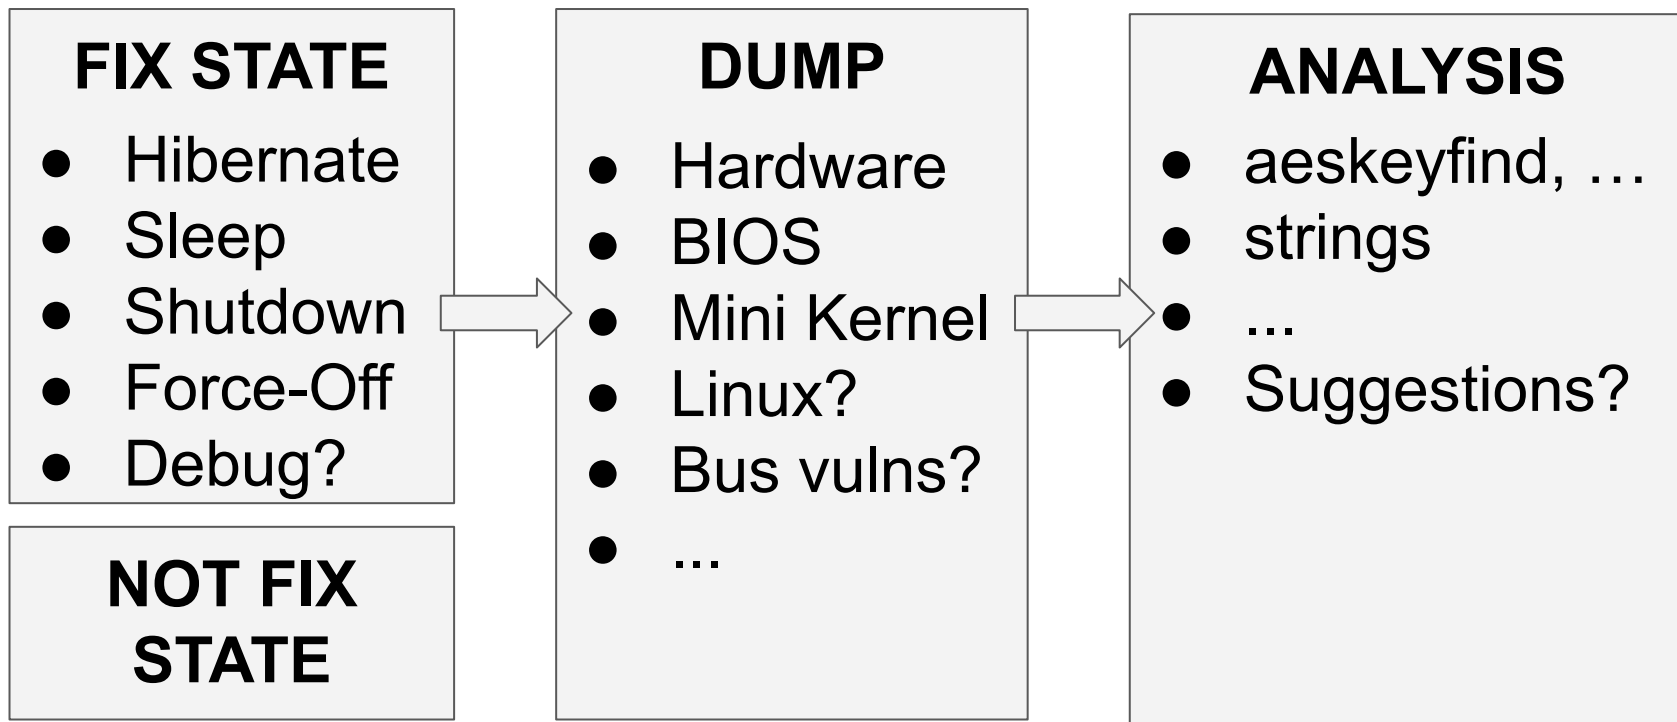 FIX STATE
● Hibernate
● Sleep
● Shutdown
● Force-Off
● Debug?
NOT FIX
STATE
DUMP
● Hardware
● BIOS
● Mini Kernel
● Linux?
● Bus vulns?
● ...
ANALYSIS
● aeskeyfind, …
● strings
● ...
● Suggestions?